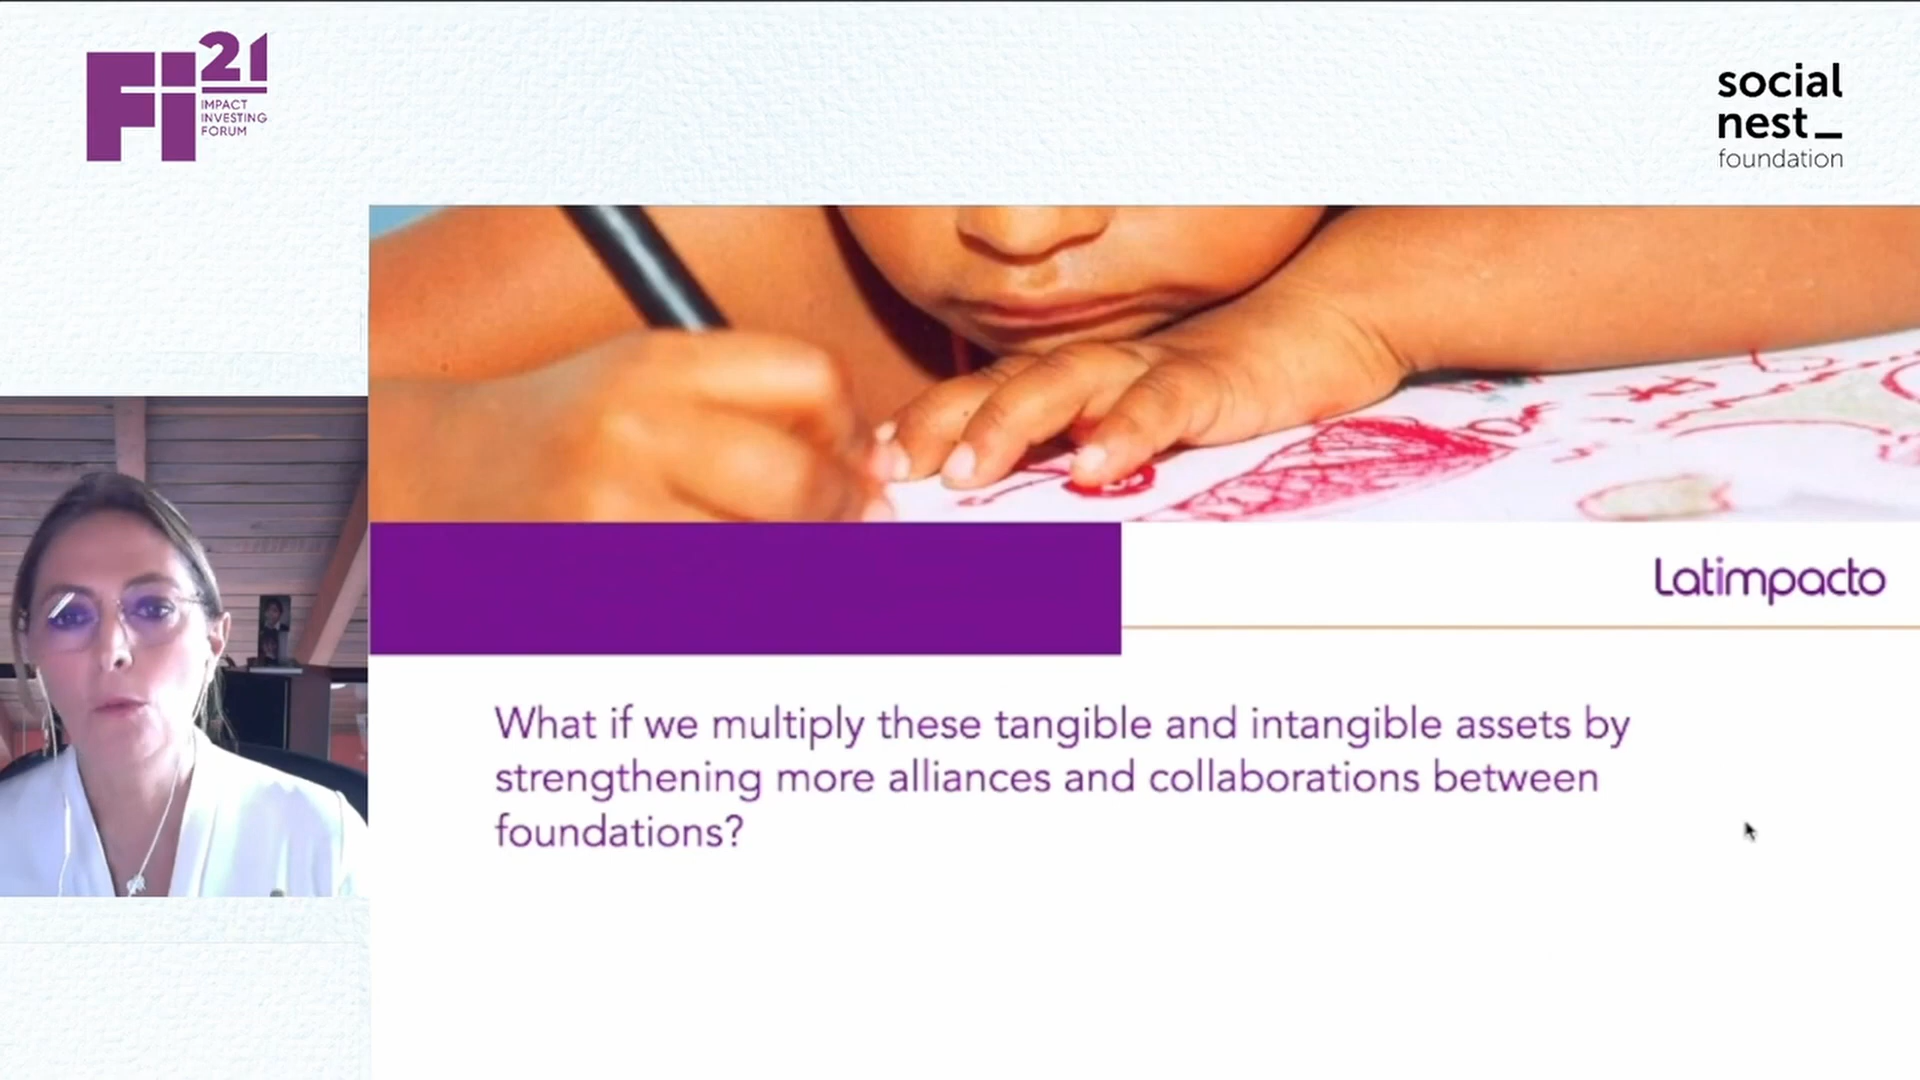 Fi21
IMPACT
INVESTING
FORUM
social
nest_
foundation
Latimpacto
What if we multiply these tangible and intangible assets by
strengthening more alliances and collaborations between
foundations?